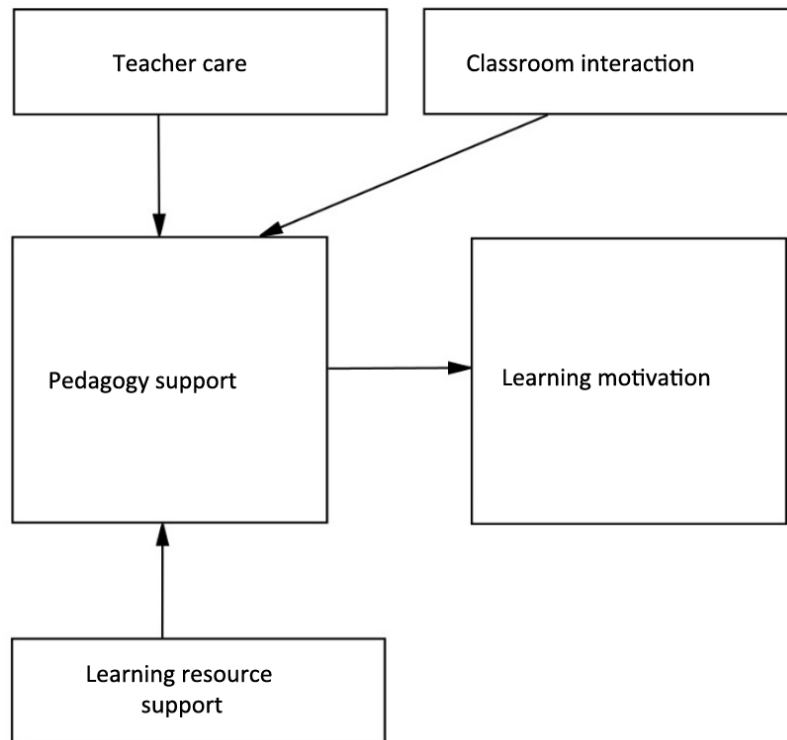 Teacher care
Classroom interaction
Pedagogy support
Learning motivation
Learning resource
support